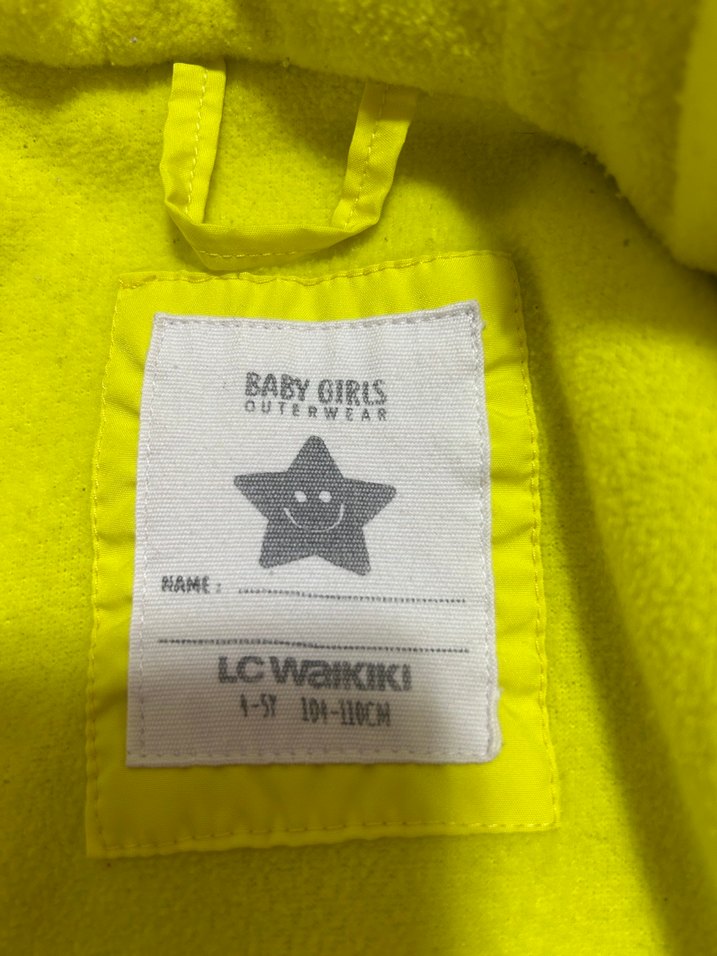 BABY GIRLS
OUTERWEAR
NAME:
LC WAIKIKI
4-5Y 104-110CM